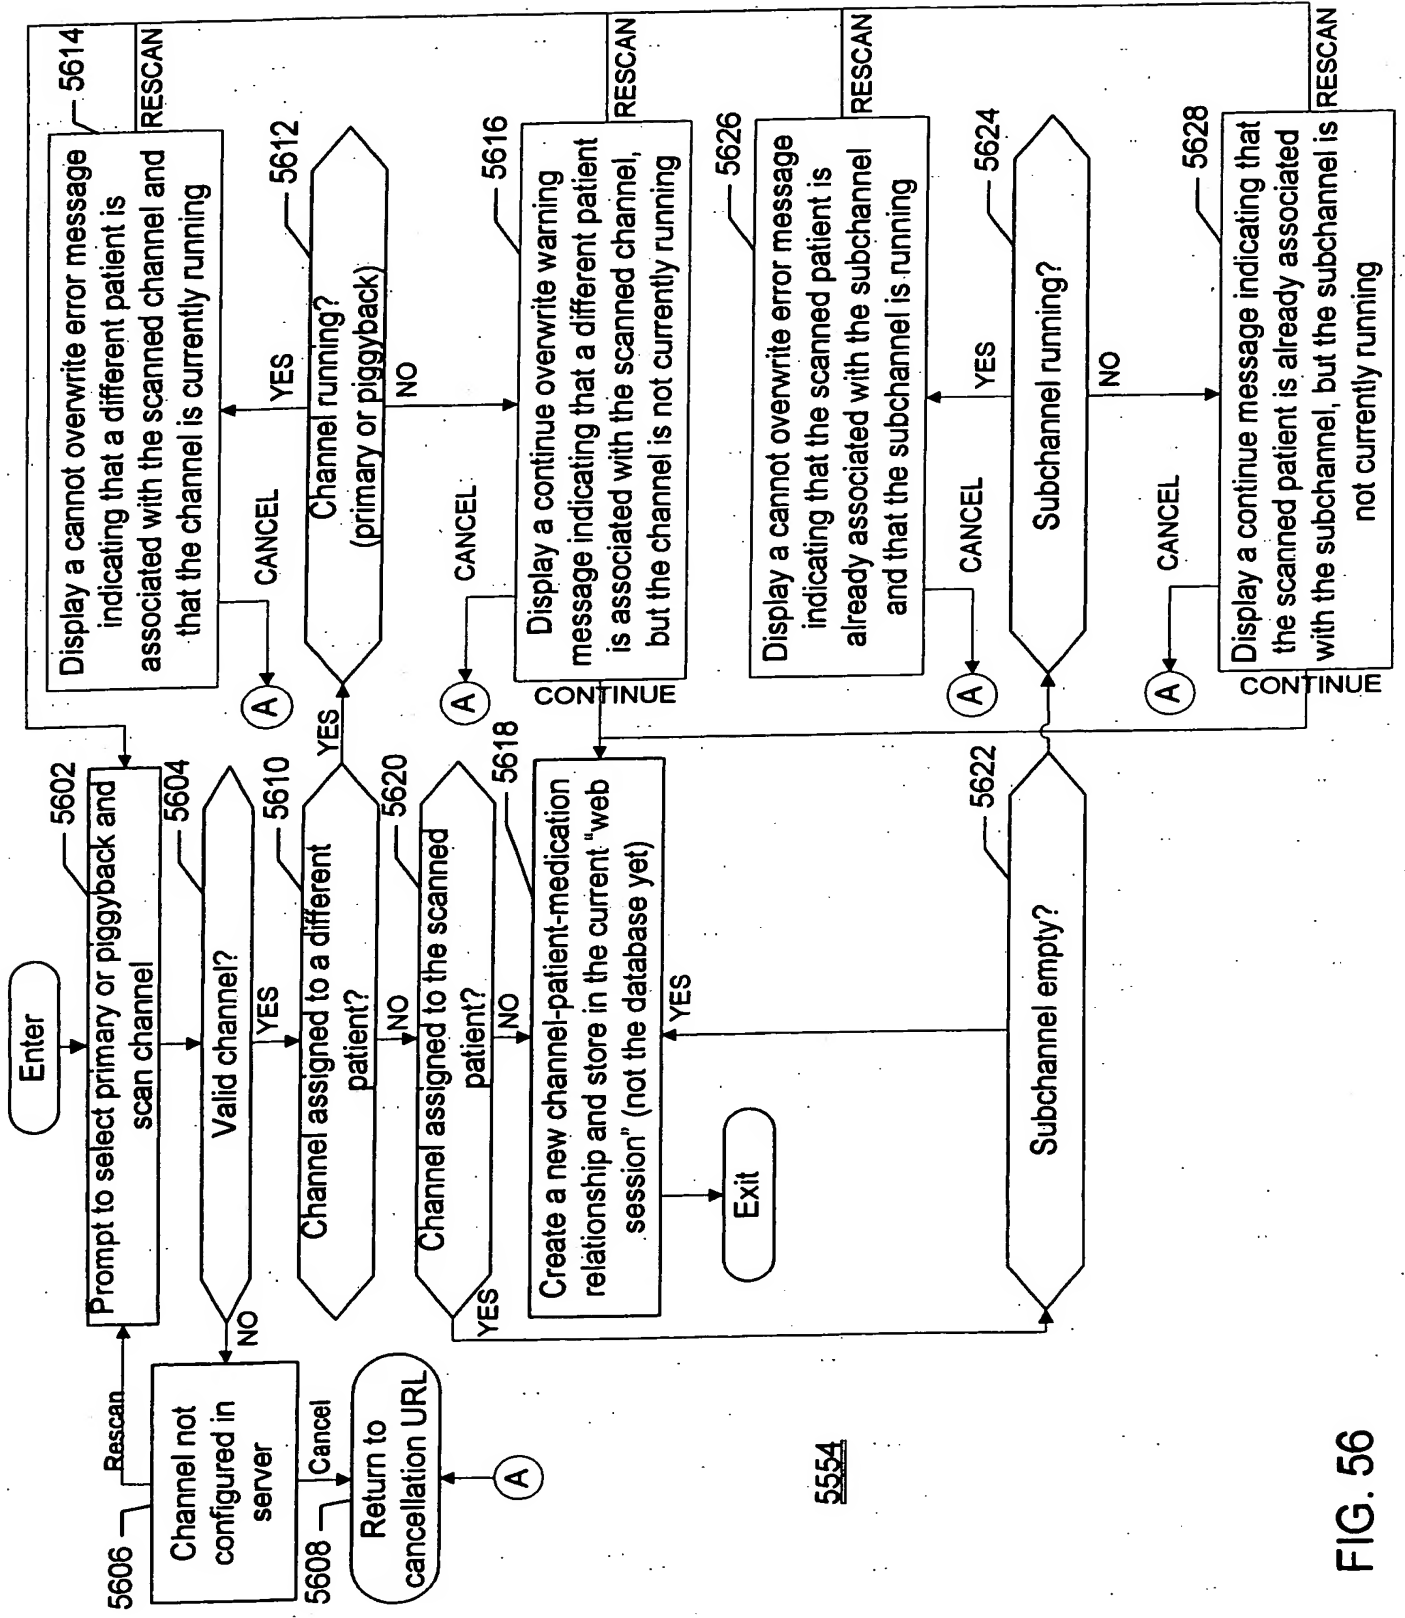 Enter
5602
Prompt to select primary or piggyback and
scan channel
5604
Valid channel?
YES
NO
5606
Rescan
Channel not
configured in
server
Cancel
5608
Return to
cancellation URL
A
5610
Channel assigned to a different
patient?
YES
NO
5620
Channel assigned to the scanned
patient?
NO
YES
5618
Create a new channel-patient-medication
relationship and store in the current "web
session" (not the database yet)
YES
Exit
5622
Subchannel empty?
5614
Display a cannot overwrite error message
indicating that a different patient is
associated with the scanned channel and
that the channel is currently running
RESCAN
CANCEL
A
5612
Channel running?
(primary or piggyback)
YES
NO
5616
Display a continue overwrite warning
message indicating that a different patient
is associated with the scanned channel,
but the channel is not currently running
RESCAN
CANCEL
A
CONTINUE
5626
Display a cannot overwrite error message
indicating that the scanned patient is
already associated with the subchannel
and that the subchannel is running
RESCAN
CANCEL
A
5624
Subchannel running?
YES
NO
5628
Display a continue message indicating that
the scanned patient is already associated
with the subchannel, but the subchannel is
not currently running
RESCAN
CANCEL
A
CONTINUE
5554
FIG. 56